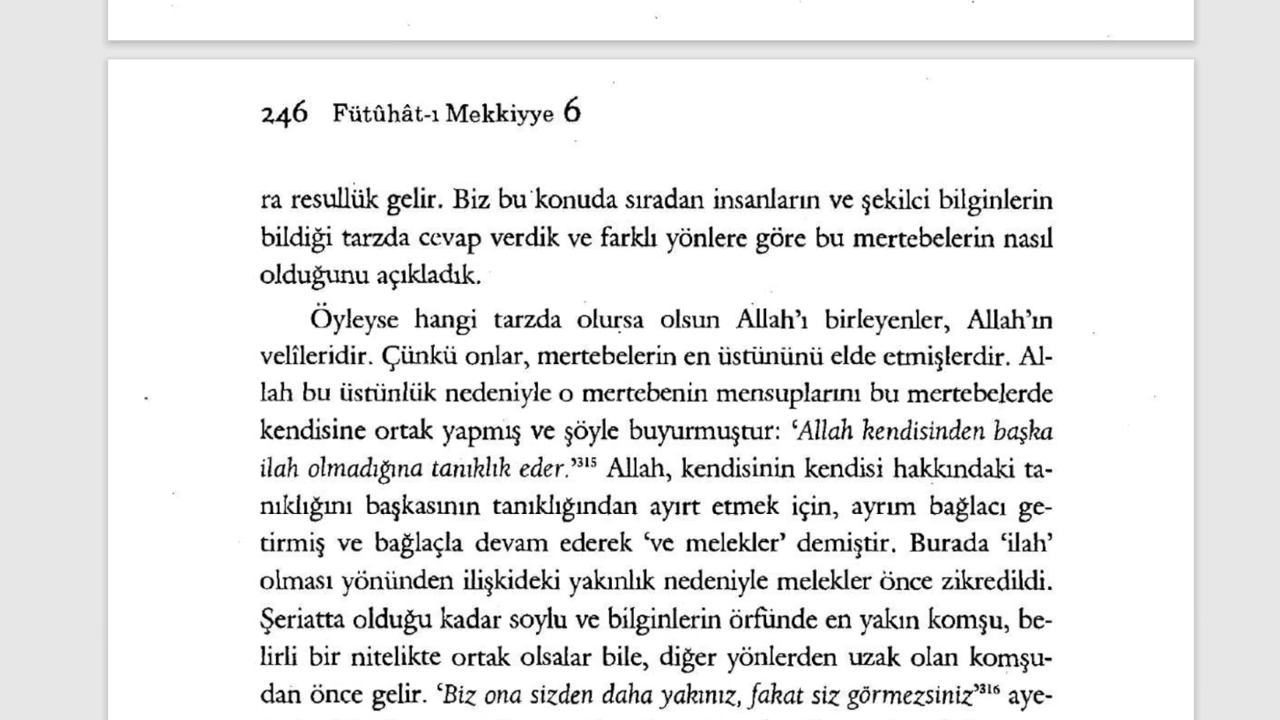 246 Fütûhât-ı Mekkiyye 6
ra resullük gelir. Biz bu konuda sıradan insanların ve şekilci bilginlerin
bildiği tarzda cevap verdik ve farklı yönlere göre bu mertebelerin nasıl
olduğunu açıkladık.
Öyleyse hangi tarzda olursa olsun Allah’ı birleyenler, Allah’ın
velîleridir. Çünkü onlar, mertebelerin en üstününü elde etmişlerdir. Al-
lah bu üstünlük nedeniyle o mertebenin mensuplarını bu mertebelerde
kendisine ortak yapmış ve şöyle buyurmuştur: ‘Allah kendisinden başka
ilah olmadığına tanıklık eder.’³¹⁵ Allah, kendisinin kendisi hakkındaki ta-
nıklığını başkasının tanıklığından ayırt etmek için, ayrım bağlacı ge-
tirmiş ve bağlaçla devam ederek ‘ve melekler’ demiştir. Burada ‘ilah’
olması yönünden ilişkideki yakınlık nedeniyle melekler önce zikredildi.
Şeriatta olduğu kadar soylu ve bilginlerin örfünde en yakın komşu, be-
lirli bir nitelikte ortak olsalar bile, diğer yönlerden uzak olan komşu-
dan önce gelir. ‘Biz ona sizden daha yakınız, fakat siz görmezsiniz’³¹⁶ aye-